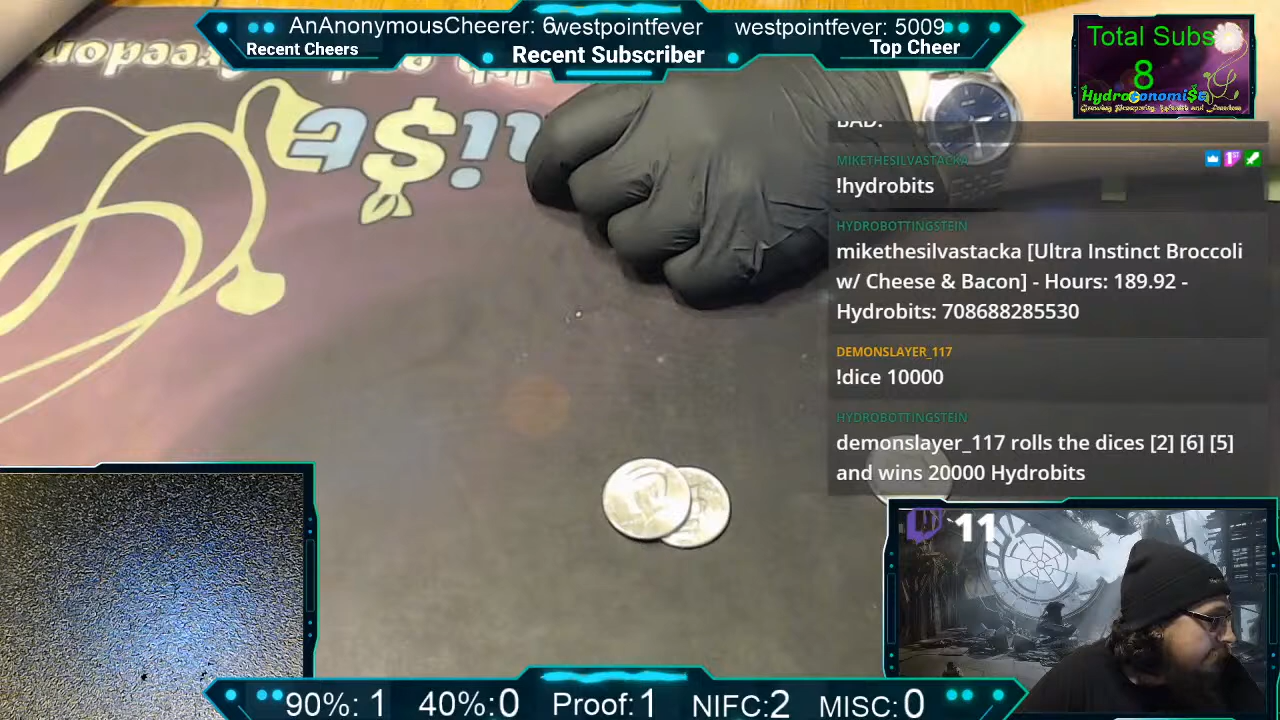 AnAnonymousCheerer: 6
westpointfever
westpointfever: 5009
Recent Cheers
Recent Subscriber
Top Cheer
Total Subs
8
Hydroconomi$e
BAD.
MIKETHESILVASTACKA
!hydrobits
HYDROBOTTINGSTEIN
mikethesilvastacka [Ultra Instinct Broccoli
w/ Cheese & Bacon] - Hours: 189.92 -
Hydrobits: 708688285530
DEMONSLAYER_117
!dice 10000
HYDROBOTTINGSTEIN
demonslayer_117 rolls the dices [2] [6] [5]
and wins 20000 Hydrobits
11
90%: 1
40%:0
Proof:1
NIFC:2
MISC:0